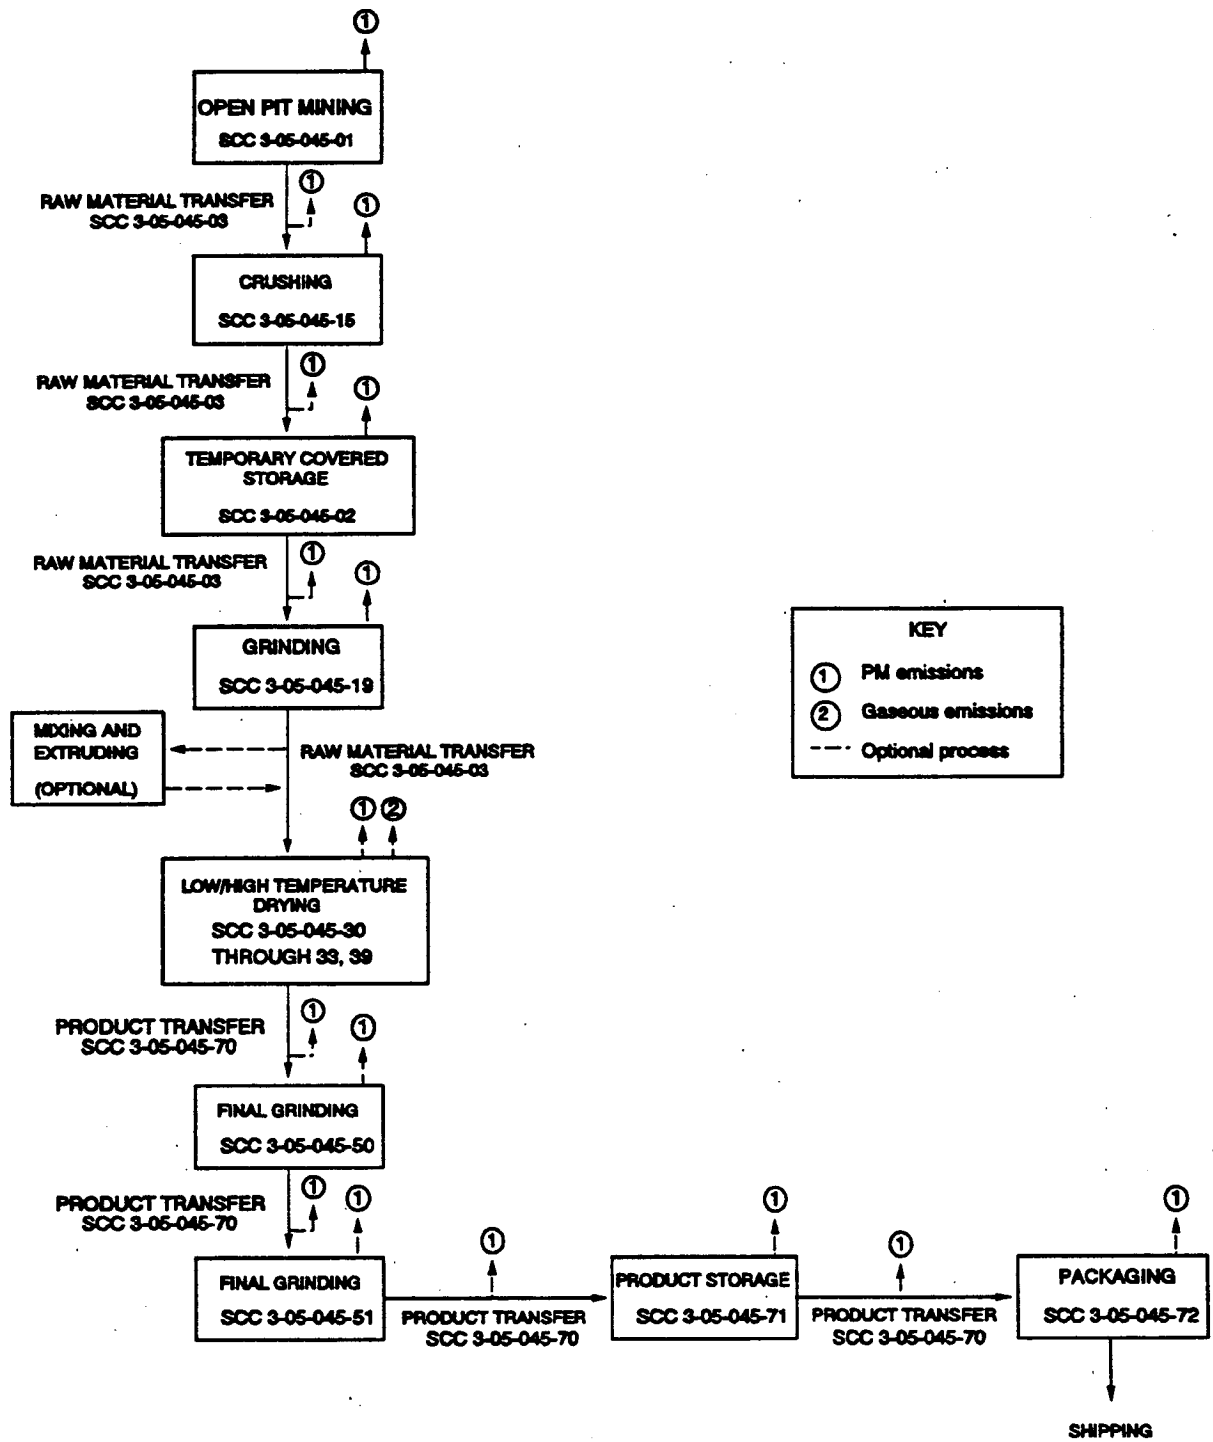 ①
OPEN PIT MINING
SCC 3-05-045-01
①
RAW MATERIAL TRANSFER
SCC 3-05-045-03
①
CRUSHING
SCC 3-05-045-15
①
RAW MATERIAL TRANSFER
SCC 3-05-045-03
①
TEMPORARY COVERED
STORAGE
SCC 3-05-045-02
①
RAW MATERIAL TRANSFER
SCC 3-05-045-03
①
GRINDING
SCC 3-05-045-19
MIXING AND
EXTRUDING
(OPTIONAL)
RAW MATERIAL TRANSFER
SCC 3-05-045-03
① ②
LOW/HIGH TEMPERATURE
DRYING
SCC 3-05-045-30
THROUGH 33, 39
①
PRODUCT TRANSFER
SCC 3-05-045-70
①
FINAL GRINDING
SCC 3-05-045-50
①
PRODUCT TRANSFER
SCC 3-05-045-70
①
FINAL GRINDING
SCC 3-05-045-51
①
PRODUCT TRANSFER
SCC 3-05-045-70
①
PRODUCT STORAGE
SCC 3-05-045-71
①
PRODUCT TRANSFER
SCC 3-05-045-70
①
PACKAGING
SCC 3-05-045-72
SHIPPING
KEY
① PM emissions
② Gaseous emissions
Optional process